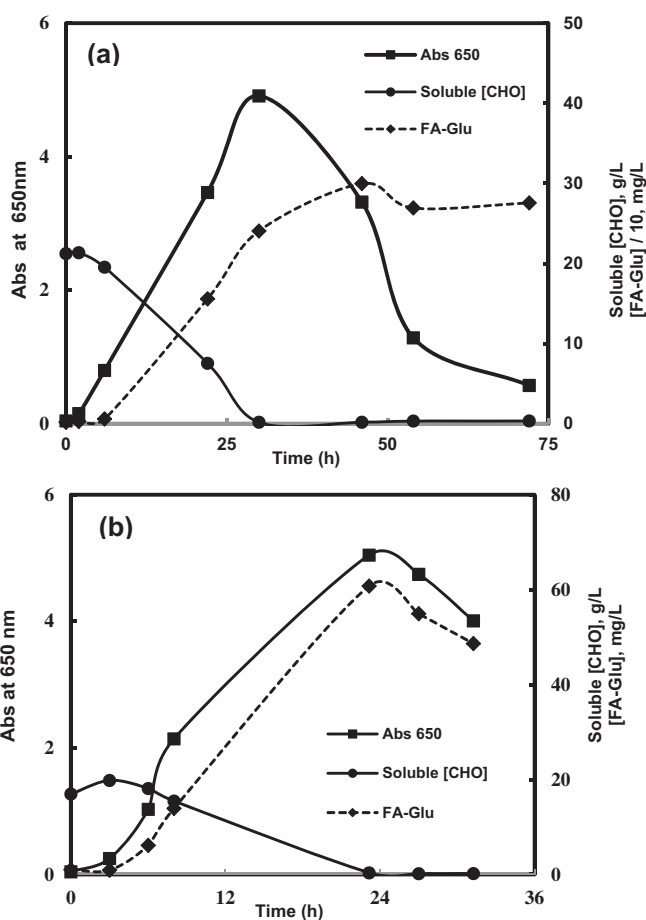 (a)
Abs 650
Soluble [CHO]
FA-Glu
6
4
2
0
Abs at 650nm
50
40
30
20
10
0
Soluble [CHO], g/L
[FA-Glu] / 10, mg/L
0
25
50
75
Time (h)
(b)
Abs 650
Soluble [CHO]
FA-Glu
6
4
2
0
Abs at 650 nm
80
60
40
20
0
Soluble [CHO], g/L
[FA-Glu], mg/L
0
12
24
36
Time (h)